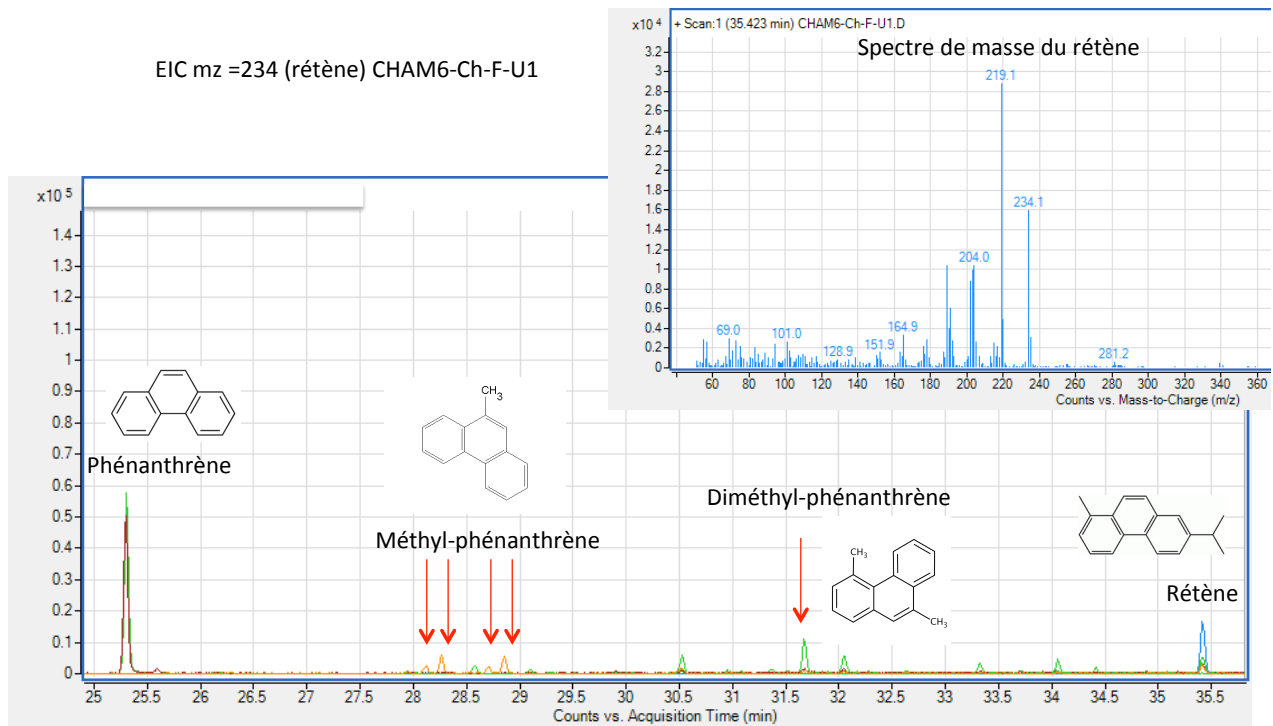 EIC mz =234 (rétène) CHAM6-Ch-F-U1
x10 4
+ Scan:1 (35.423 min) CHAM6-Ch-F-U1.D
Spectre de masse du rétène
3.2
3
2.8
2.6
2.4
2.2
2
1.8
1.6
1.4
1.2
1
0.8
0.6
0.4
0.2
0
219.1
234.1
204.0
69.0
101.0
128.9
151.9
164.9
281.2
60 80 100 120 140 160 180 200 220 240 260 280 300 320 340 360
Counts vs. Mass-to-Charge (m/z)
x10 5
1.4
1.3
1.2
1.1
1
0.9
0.8
0.7
0.6
0.5
0.4
0.3
0.2
0.1
0
Phénanthrène
CH3
Méthyl-phénanthrène
Diméthyl-phénanthrène
CH3
CH3
Rétène
25 25.5 26 26.5 27 27.5 28 28.5 29 29.5 30 30.5 31 31.5 32 32.5 33 33.5 34 34.5 35 35.5
Counts vs. Acquisition Time (min)